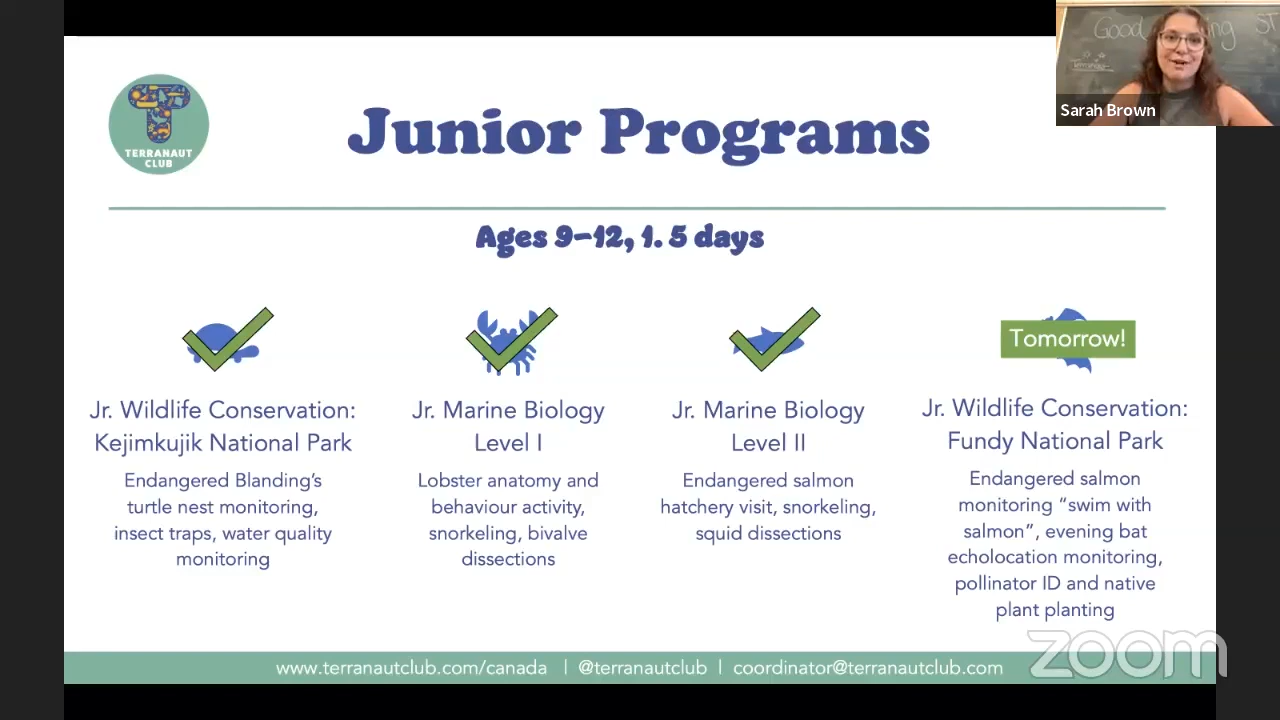 Good
Sarah Brown
TERRANAUT
CLUB
Junior Programs
Ages 9–12, 1. 5 days
Tomorrow!
Jr. Wildlife Conservation:
Kejimkujik National Park
Endangered Blanding's
turtle nest monitoring,
insect traps, water quality
monitoring
Jr. Marine Biology
Level I
Lobster anatomy and
behaviour activity,
snorkeling, bivalve
dissections
Jr. Marine Biology
Level II
Endangered salmon
hatchery visit, snorkeling,
squid dissections
Jr. Wildlife Conservation:
Fundy National Park
Endangered salmon
monitoring “swim with
salmon”, evening bat
echolocation monitoring,
pollinator ID and native
plant planting
www.terranautclub.com/canada | @terranautclub | coordinator@terranautclub.com
zoom